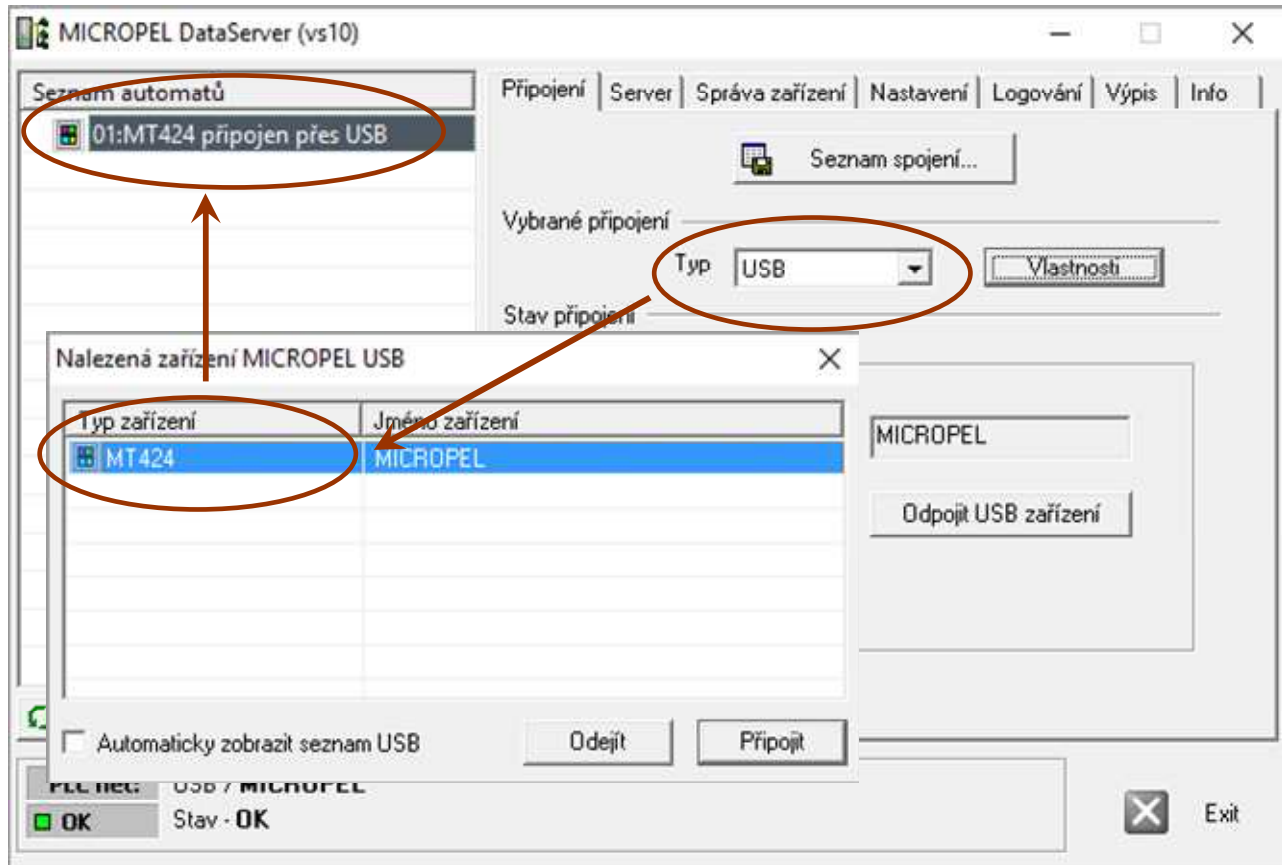 MICROPEL DataServer (vs10)
Seznam automatů
01:MT424 připojen přes USB
Připojení
Server
Správa zařízení
Nastavení
Logování
Výpis
Info
Seznam spojení...
Vybrané připojení
Typ
USB
Vlastnosti
Stav připojení
Nalezená zařízení MICROPEL USB
Typ zařízení
Jméno zařízení
MT424
MICROPEL
Automaticky zobrazit seznam USB
Odejít
Připojit
MICROPEL
Odpojit USB zařízení
PLC net:
USB / MICROPEL
OK
Stav - OK
Exit